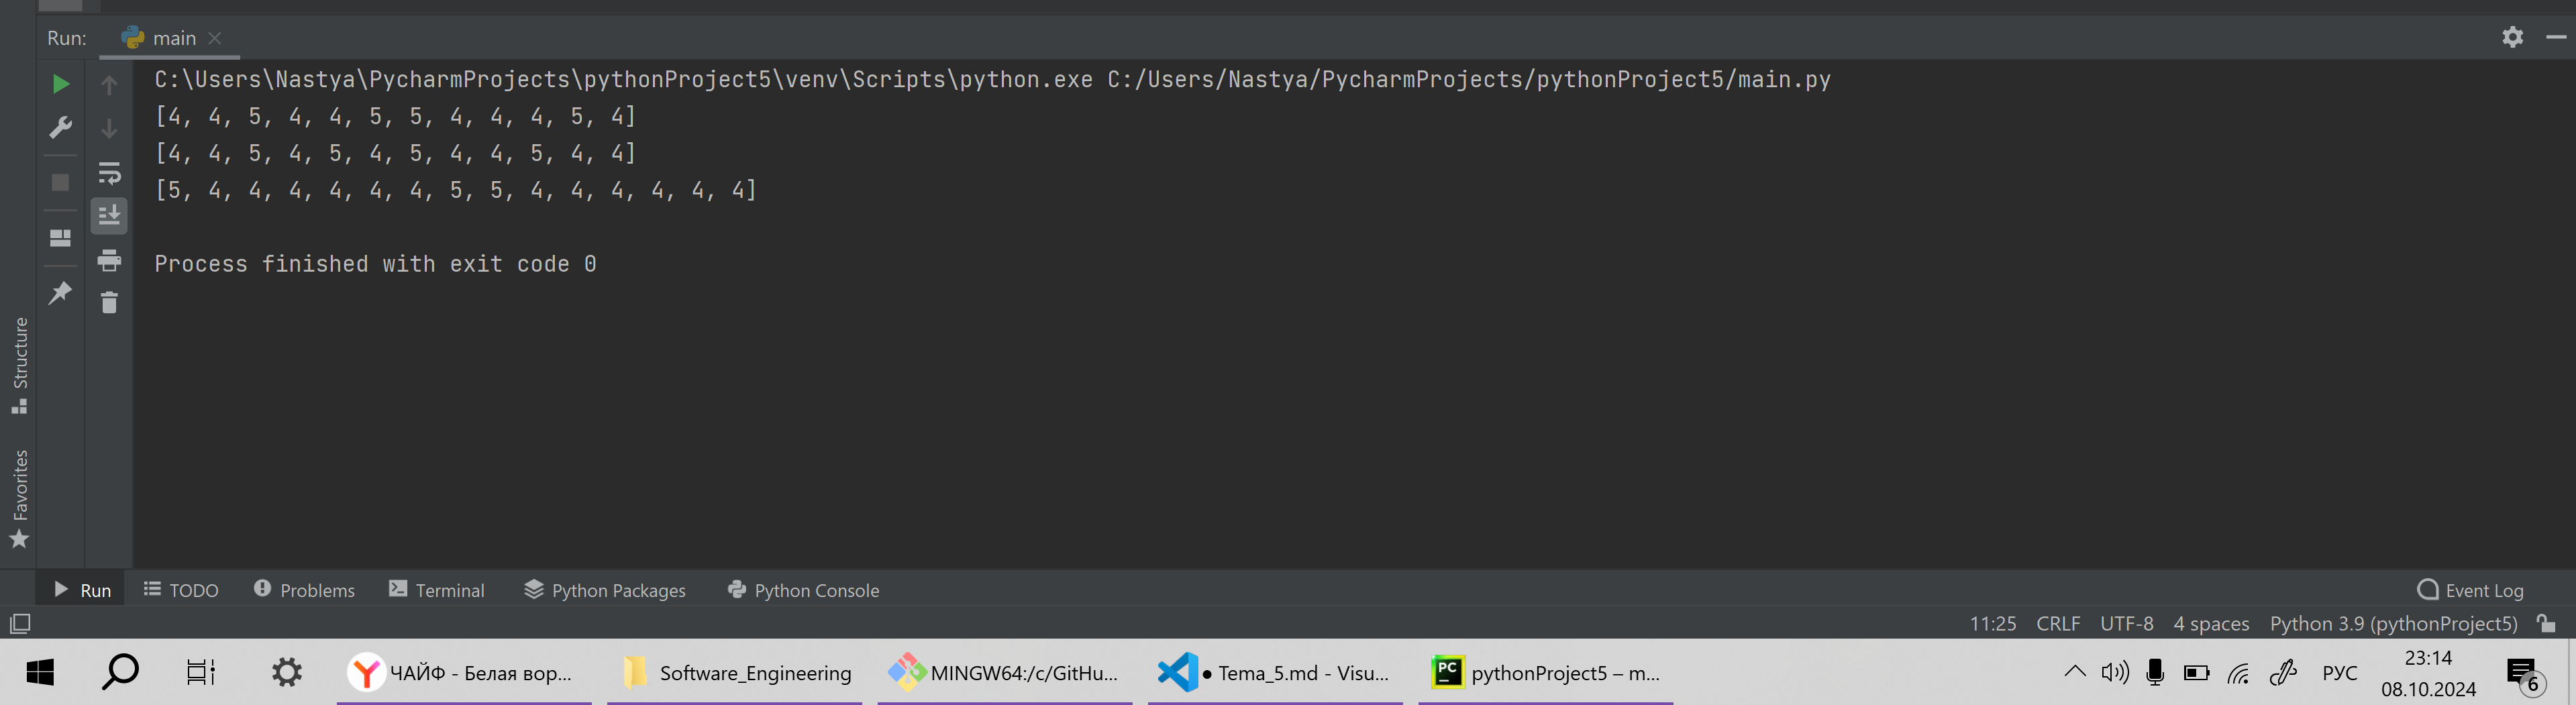 Run: main
C:\Users\Nastya\PycharmProjects\pythonProject5\venv\Scripts\python.exe C:/Users/Nastya/PycharmProjects/pythonProject5/main.py
[4, 4, 5, 4, 4, 5, 5, 4, 4, 4, 5, 4]
[4, 4, 5, 4, 5, 4, 5, 4, 4, 5, 4, 4]
[5, 4, 4, 4, 4, 4, 4, 5, 5, 4, 4, 4, 4, 4, 4]
Process finished with exit code 0
Structure
Favorites
Run TODO Problems Terminal Python Packages Python Console Event Log
11:25 CRLF UTF-8 4 spaces Python 3.9 (pythonProject5)
ЧАЙФ - Белая вор... Software_Engineering MINGW64:/c/GitHu... • Tema_5.md - Visu... PC pythonProject5 – m... РУС 23:14
08.10.2024 6